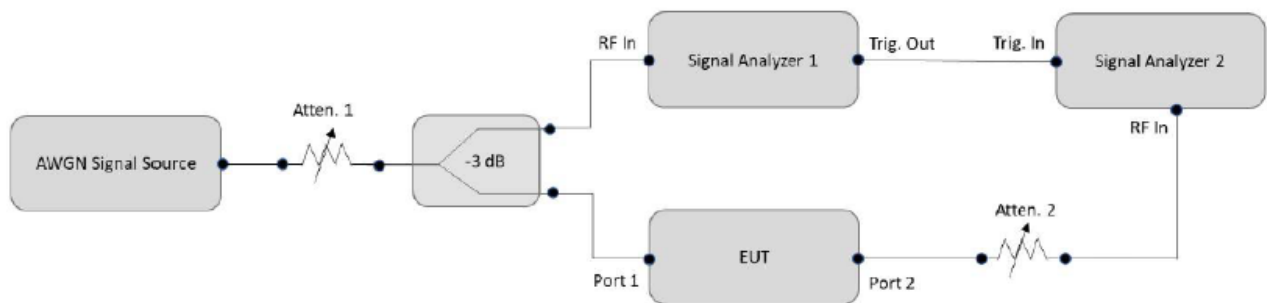 RF In
Signal Analyzer 1
Trig. Out
Trig. In
Signal Analyzer 2
RF In
Atten. 1
AWGN Signal Source
-3 dB
Atten. 2
EUT
Port 1
Port 2